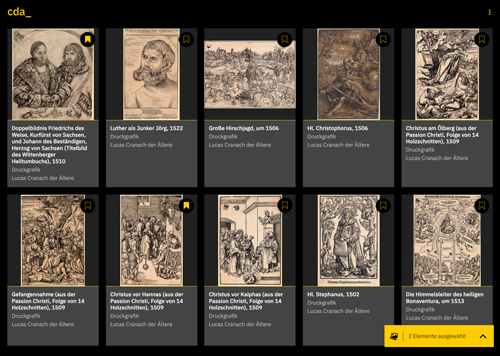 cda_
Doppelbildnis Friedrichs des
Weise, Kurfürst von Sachsen,
und Johann des Beständigen,
Herzog von Sachsen (Titelbild
des Wittenberger
Heiltumbuchs), 1510
Druckgrafik
Lucas Cranach der Ältere
Luther als Junker Jörg, 1522
Druckgrafik
Lucas Cranach der Ältere
Große Hirschjagd, um 1506
Druckgrafik
Lucas Cranach der Ältere
Hl. Christophorus, 1506
Druckgrafik
Lucas Cranach der Ältere
Christus am Ölberg (aus der
Passion Christi, Folge von 14
Holzschnitten), 1509
Druckgrafik
Lucas Cranach der Ältere
Gefangennahme (aus der
Passion Christi, Folge von 14
Holzschnitten), 1509
Druckgrafik
Lucas Cranach der Ältere
Christus vor Hannas (aus der
Passion Christi, Folge von 14
Holzschnitten), 1509
Druckgrafik
Lucas Cranach der Ältere
Christus vor Kaiphas (aus der
Passion Christi, Folge von 14
Holzschnitten), 1509
Druckgrafik
Lucas Cranach der Ältere
Hl. Stephanus, 1502
Druckgrafik
Lucas Cranach der Ältere
Die Himmelsleiter des heiligen
Bonaventura, um 1513
Druckgrafik
Lucas Cranach der Ältere
2 Elemente ausgewählt